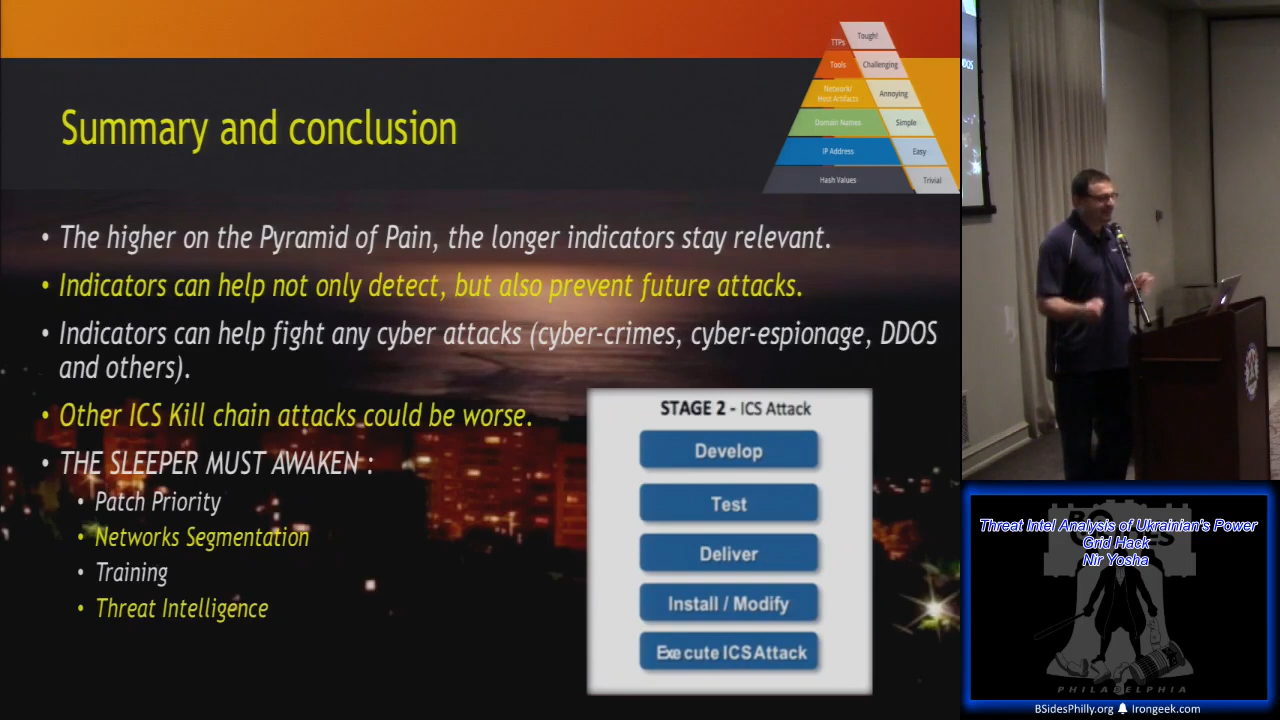 Summary and conclusion
TTPs Tough!
Tools Challenging
Network/
Host Artifacts Annoying
Domain Names Simple
IP Address Easy
Hash Values Trivial
• The higher on the Pyramid of Pain, the longer indicators stay relevant.
• Indicators can help not only detect, but also prevent future attacks.
• Indicators can help fight any cyber attacks (cyber-crimes, cyber-espionage, DDOS
and others).
• Other ICS Kill chain attacks could be worse.
• THE SLEEPER MUST AWAKEN :
• Patch Priority
• Networks Segmentation
• Training
• Threat Intelligence
STAGE 2 - ICS Attack
Develop
Test
Deliver
Install / Modify
Execute ICS Attack
DOS
Threat Intel Analysis of Ukrainian's Power
Grid Hack
Nir Yosha
PHILADELPHIA
BSidesPhilly.org Irongeek.com